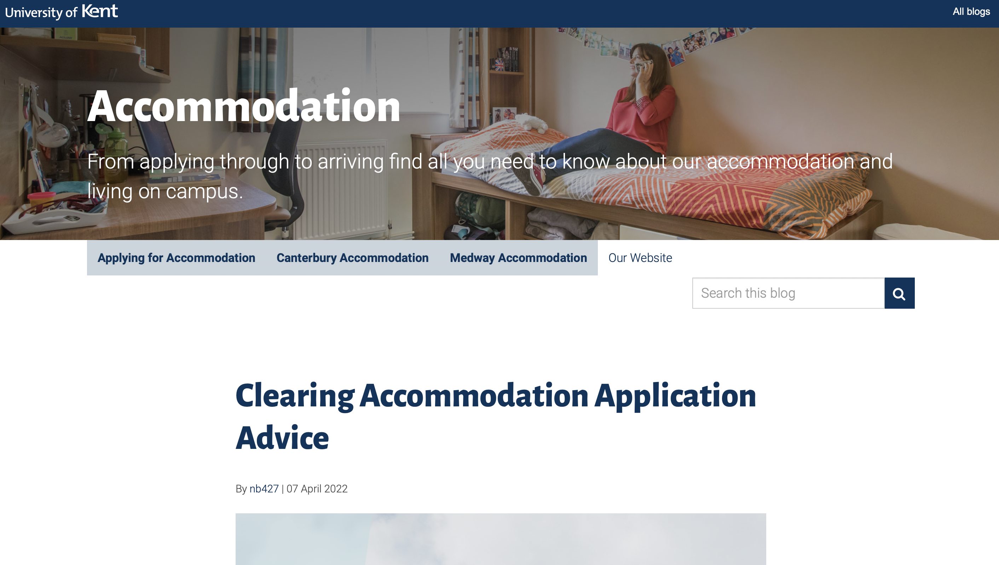 University of Kent
All blogs
Accommodation
From applying through to arriving find all you need to know about our accommodation and
living on campus.
Applying for Accommodation
Canterbury Accommodation
Medway Accommodation
Our Website
Search this blog
Clearing Accommodation Application
Advice
By nb427 | 07 April 2022